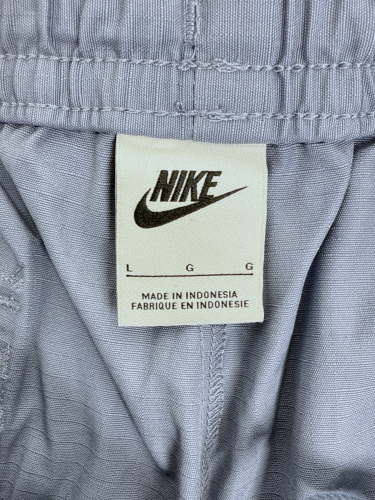 NIKE
L G G
MADE IN INDONESIA
FABRIQUE EN INDONESIE